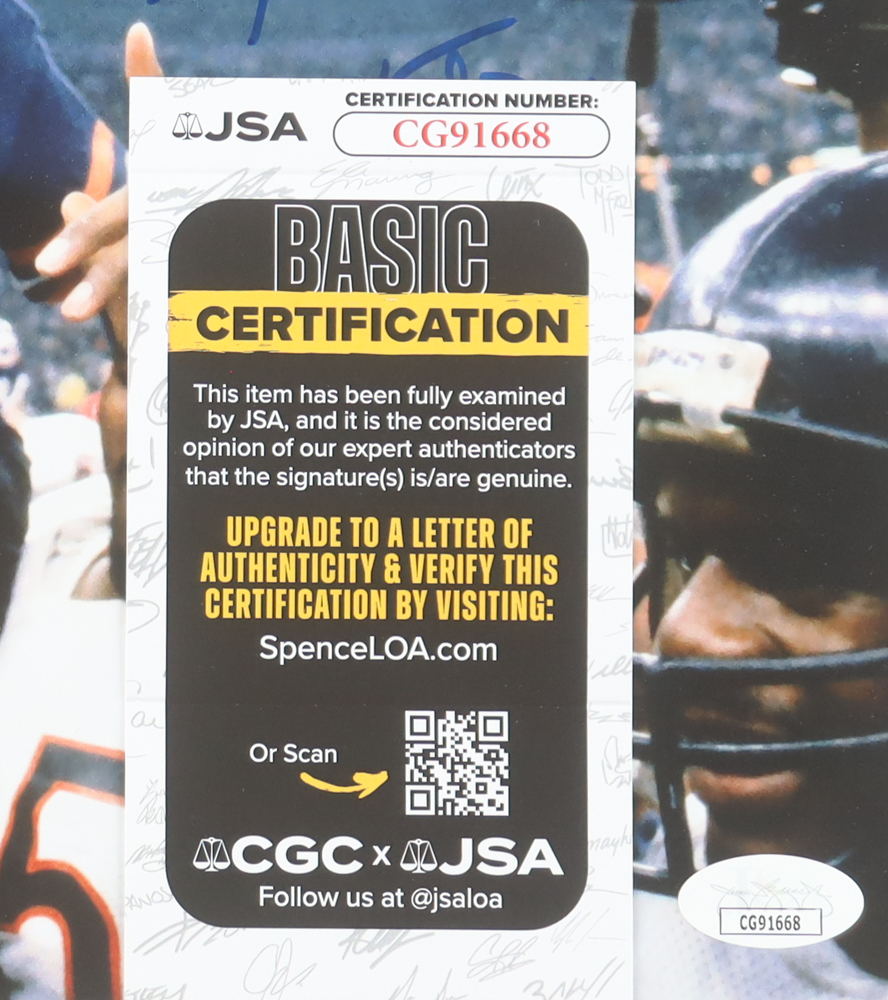 JSA
CERTIFICATION NUMBER:
CG91668
BASIC
CERTIFICATION
This item has been fully examined
by JSA, and it is the considered
opinion of our expert authenticators
that the signature(s) is/are genuine.
UPGRADE TO A LETTER OF
AUTHENTICITY & VERIFY THIS
CERTIFICATION BY VISITING:
SpenceLOA.com
Or Scan
CGC x JSA
Follow us at @jsaloa
CG91668
5